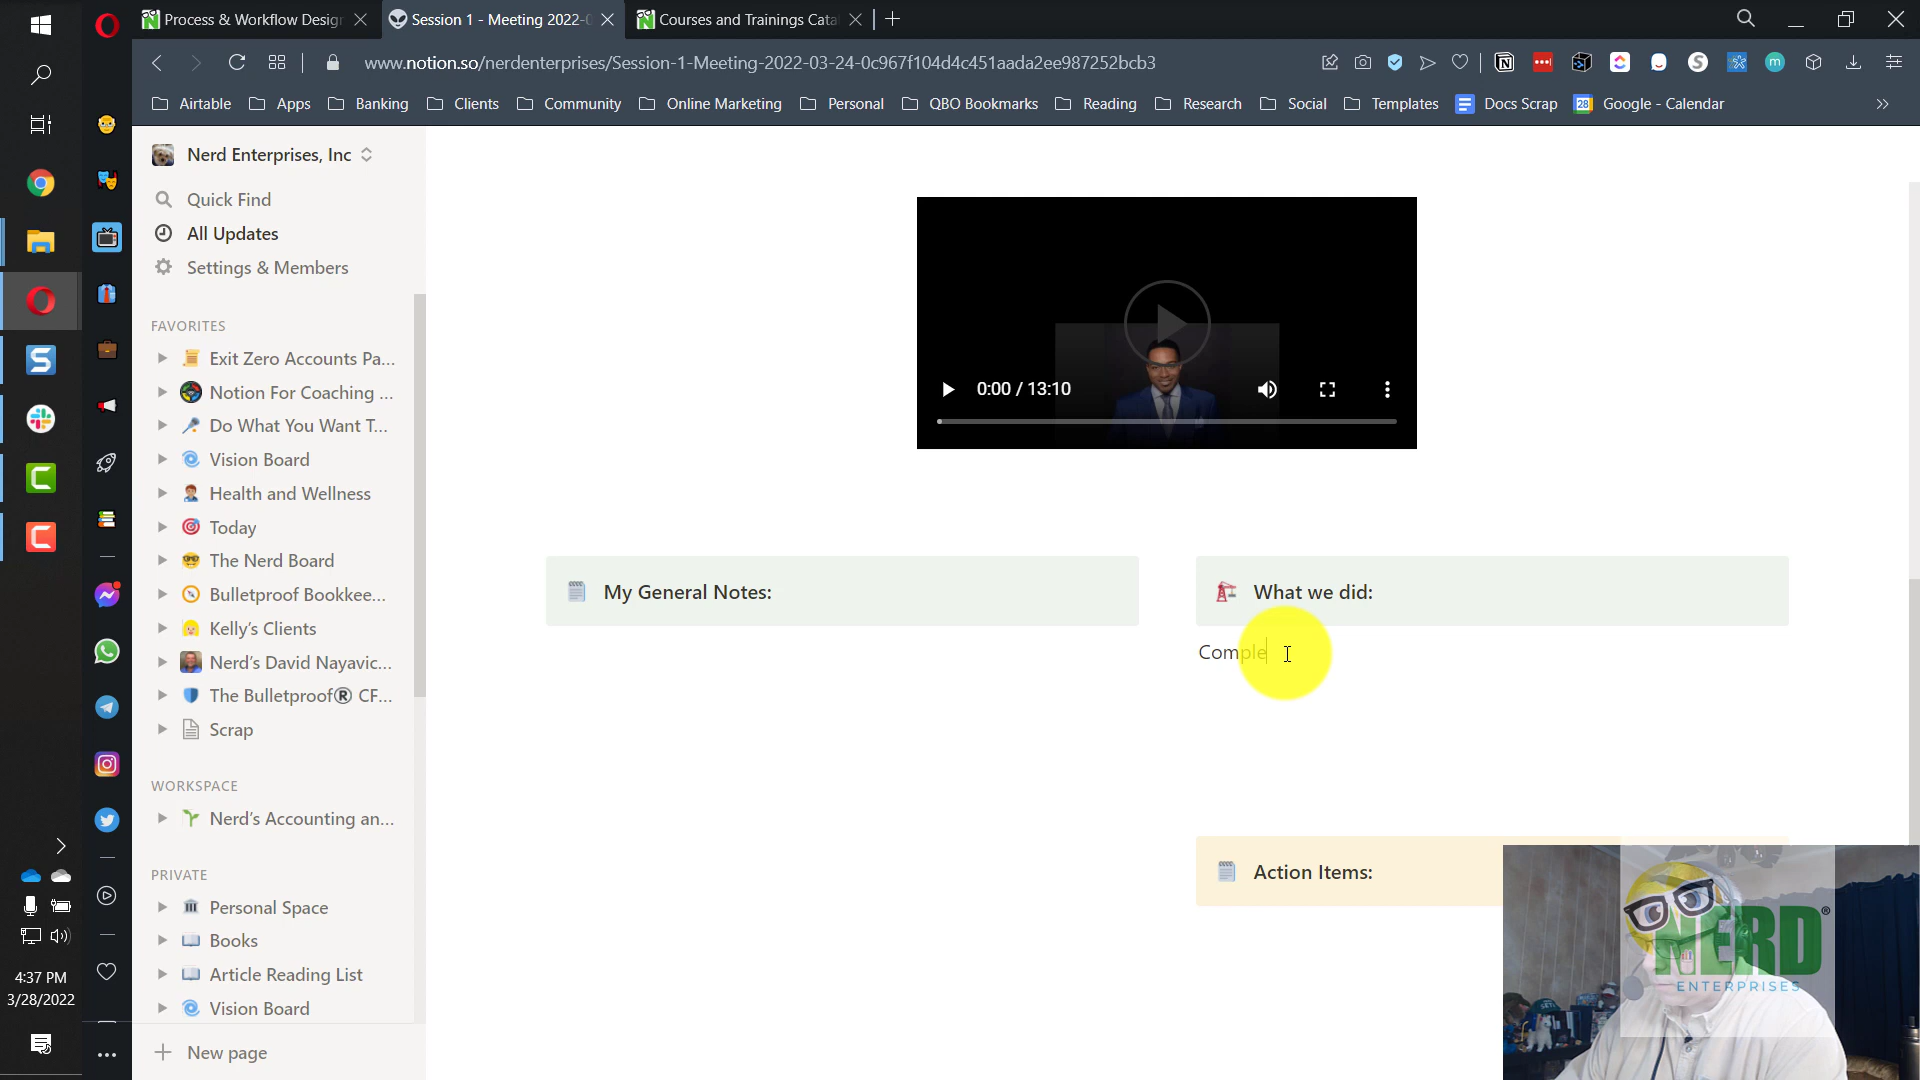 Process & Workflow Design
Session 1 - Meeting 2022-0
Courses and Trainings Cata
www.notion.so/nerdenterprises/Session-1-Meeting-2022-03-24-0c967f104d4c451aada2ee987252bcb3
Airtable
Apps
Banking
Clients
Community
Online Marketing
Personal
QBO Bookmarks
Reading
Research
Social
Templates
Docs Scrap
28
Google - Calendar
Nerd Enterprises, Inc
Quick Find
All Updates
Settings & Members
FAVORITES
Exit Zero Accounts Pa...
Notion For Coaching ...
Do What You Want T...
Vision Board
Health and Wellness
Today
The Nerd Board
Bulletproof Bookkee...
Kelly's Clients
Nerd's David Nayavic...
The Bulletproof® CF...
Scrap
WORKSPACE
Nerd's Accounting an...
PRIVATE
Personal Space
Books
Article Reading List
Vision Board
New page
0:00 / 13:10
My General Notes:
What we did:
Comple
Action Items:
NERD®
ENTERPRISES
4:37 PM
3/28/2022